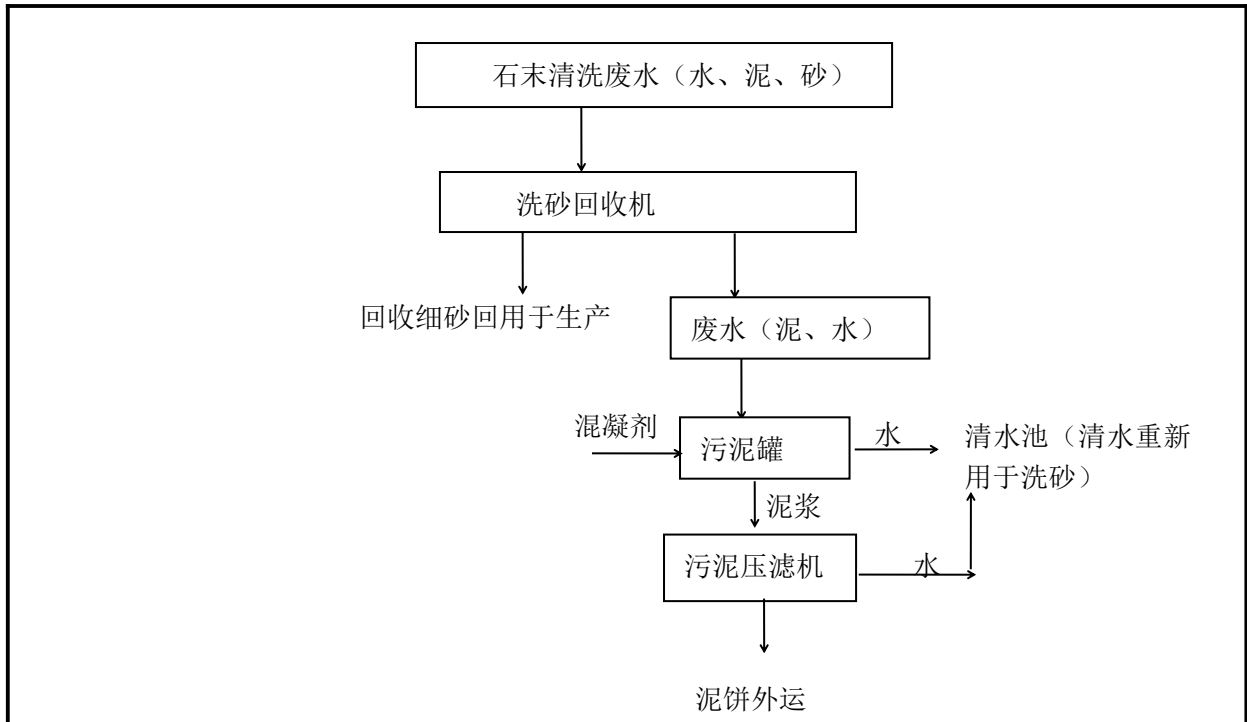 石末清洗废水（水、泥、砂）
洗砂回收机
回收细砂回用于生产
废水（泥、水）
混凝剂
污泥罐
水
清水池（清水重新
用于洗砂）
泥浆
污泥压滤机
水
泥饼外运